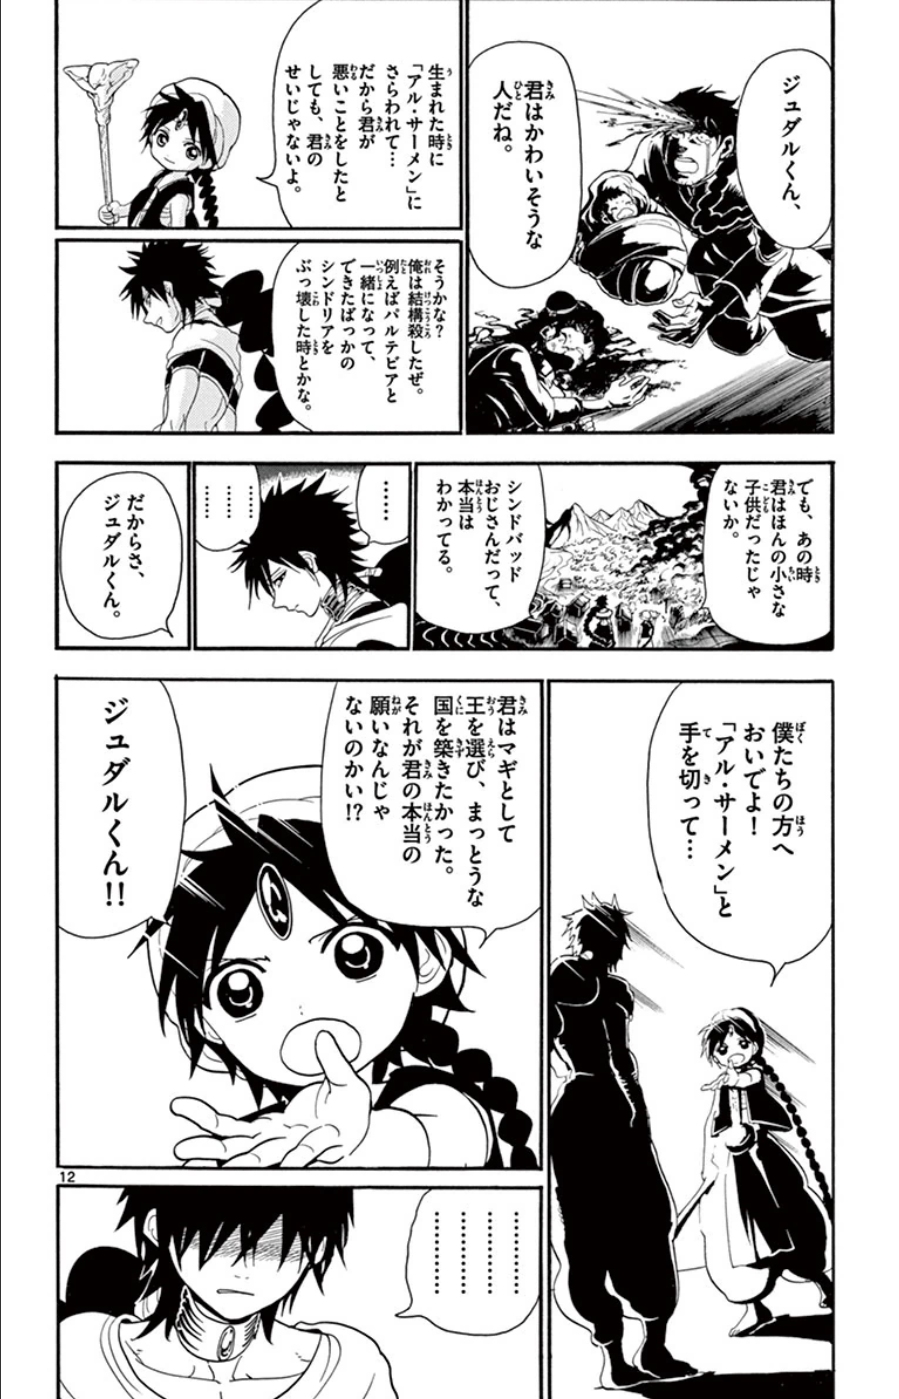 ジュダルくん、
君はかわいそうな
人だね。
生まれた時に
「アル・サーメン」に
さらわれて…
だから君が
悪いことをしたと
しても、君の
せいじゃないよ。
そうかな?
俺は結構殺したぜ。
例えばパルテビアと
一緒になって、
できたばっかの
シンドリアを
ぶっ壊した時とかな。
でも、あの時
君はほんの小さな
子供だったじゃ
ないか。
シンドバッド
おじさんだって、
本当は
わかってる。
……
………
………
だからさ、
ジュダルくん。
僕たちの方へ
おいでよ!
「アル・サーメン」と
手を切って…
君はマギとして
王を選び、まっとうな
国を築きたかった。
それが君の本当の
願いなんじゃ
ないのかい!?
ジュダルくん!!
…………
…………
…………
12